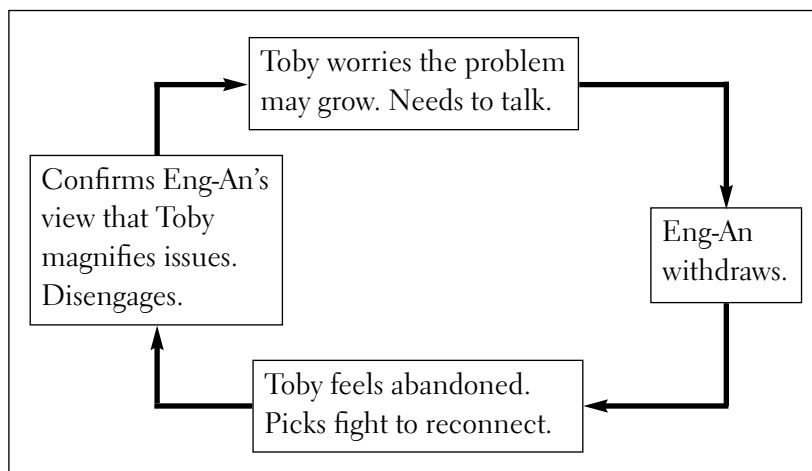 Toby worries the problem
may grow. Needs to talk.
Eng-An
withdraws.
Toby feels abandoned.
Picks fight to reconnect.
Confirms Eng-An’s
view that Toby
magnifies issues.
Disengages.